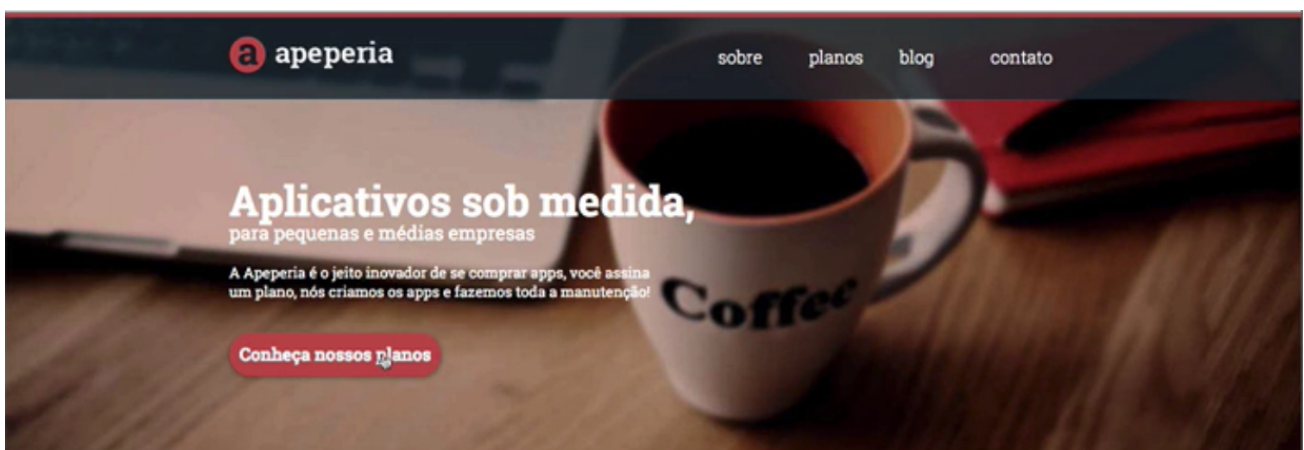 a apeperia
sobre planos blog contato
Aplicativos sob medida,
para pequenas e médias empresas
A Apeperia é o jeito inovador de se comprar apps, você assina
um plano, nós criamos os apps e fazemos toda a manutenção!
Coffee
Conheça nossos planos